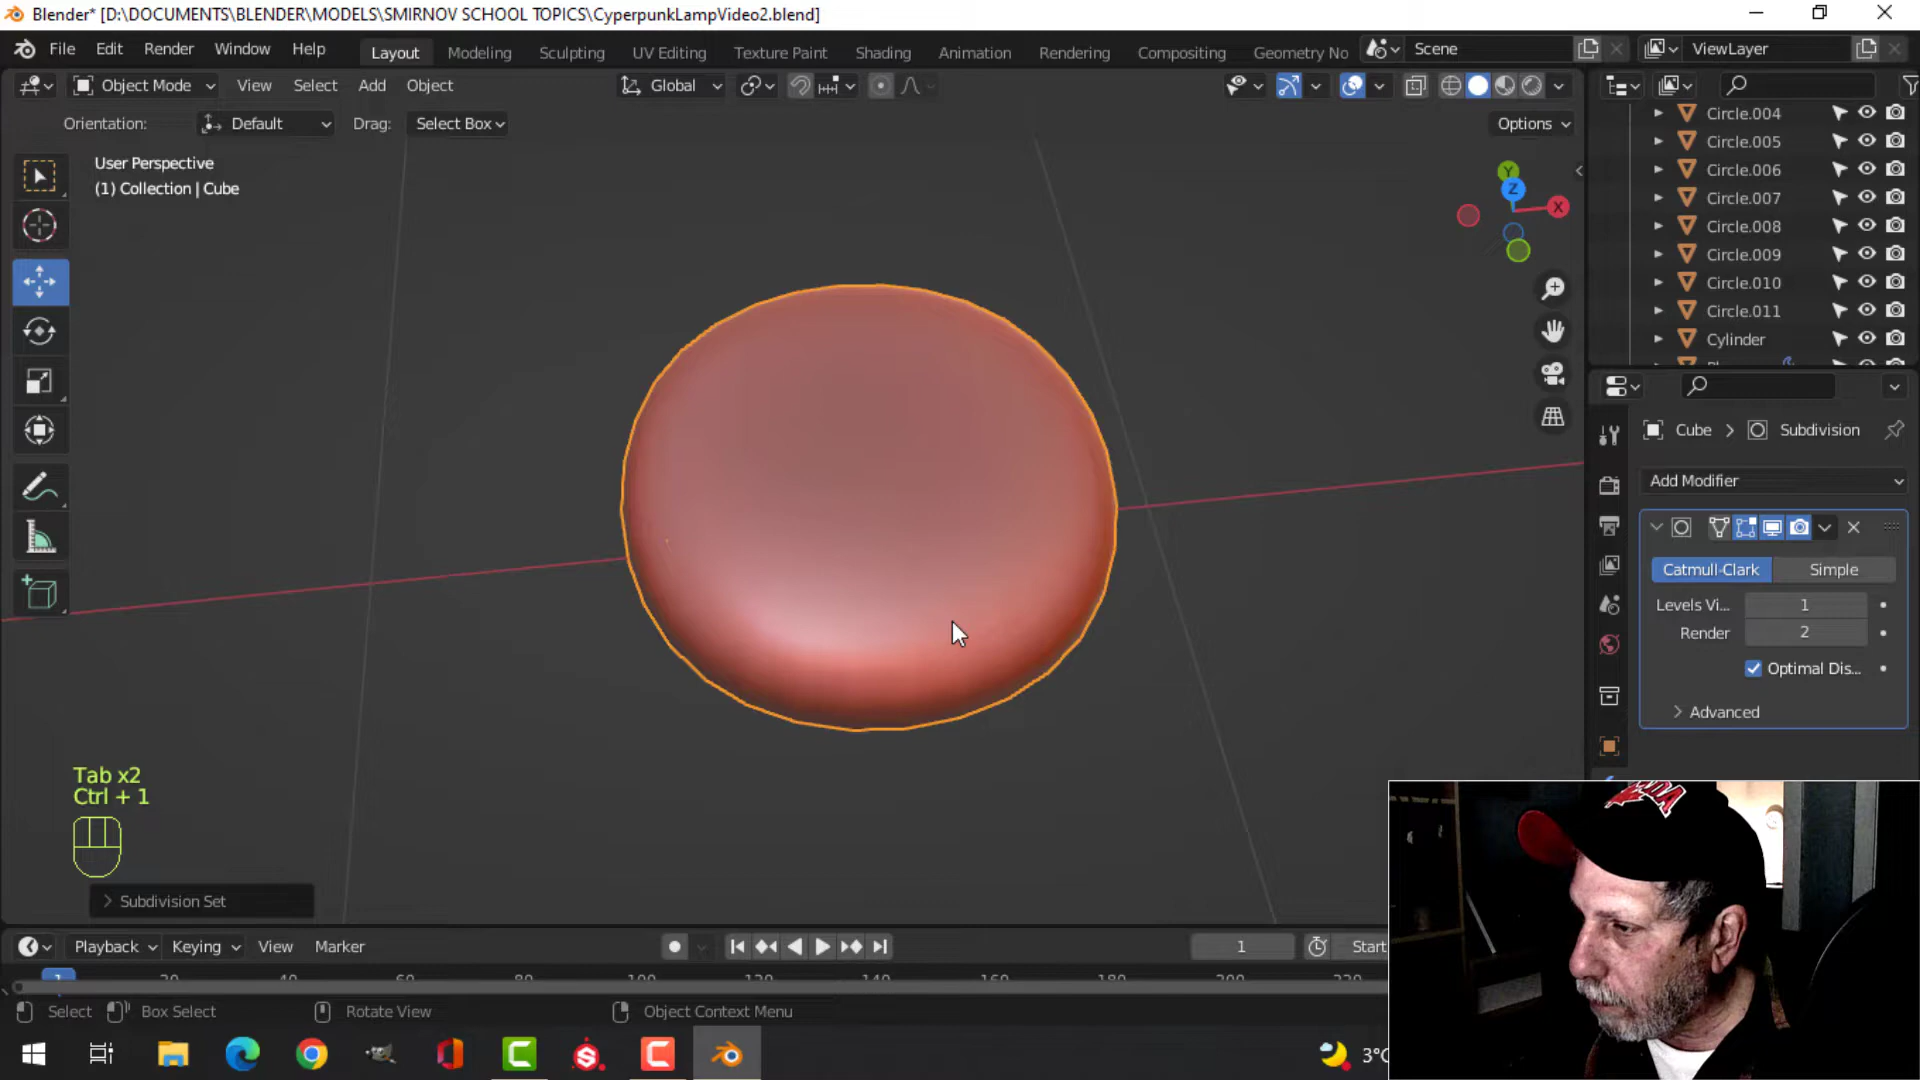 Blender* [D:\DOCUMENTS\BLENDER\MODELS\SMIRNOV SCHOOL TOPICS\CyperpunkLampVideo2.blend]
File Edit Render Window Help Layout Modeling Sculpting UV Editing Texture Paint Shading Animation Rendering Compositing Geometry No Scene ViewLayer
Object Mode View Select Add Object Global
Orientation: Default Drag: Select Box Options
User Perspective
(1) Collection | Cube
Y
Z
X
Circle.004
Circle.005
Circle.006
Circle.007
Circle.008
Circle.009
Circle.010
Circle.011
Cylinder
Cube > Subdivision
Add Modifier
Catmull-Clark Simple
Levels Vi... 1
Render 2
Optimal Dis...
Advanced
Tab x2
Ctrl + 1
Subdivision Set
Playback Keying View Marker 1 Start
1 20 40 60 80 100 120 140 160 180 220
Select Box Select Rotate View Object Context Menu
3°C